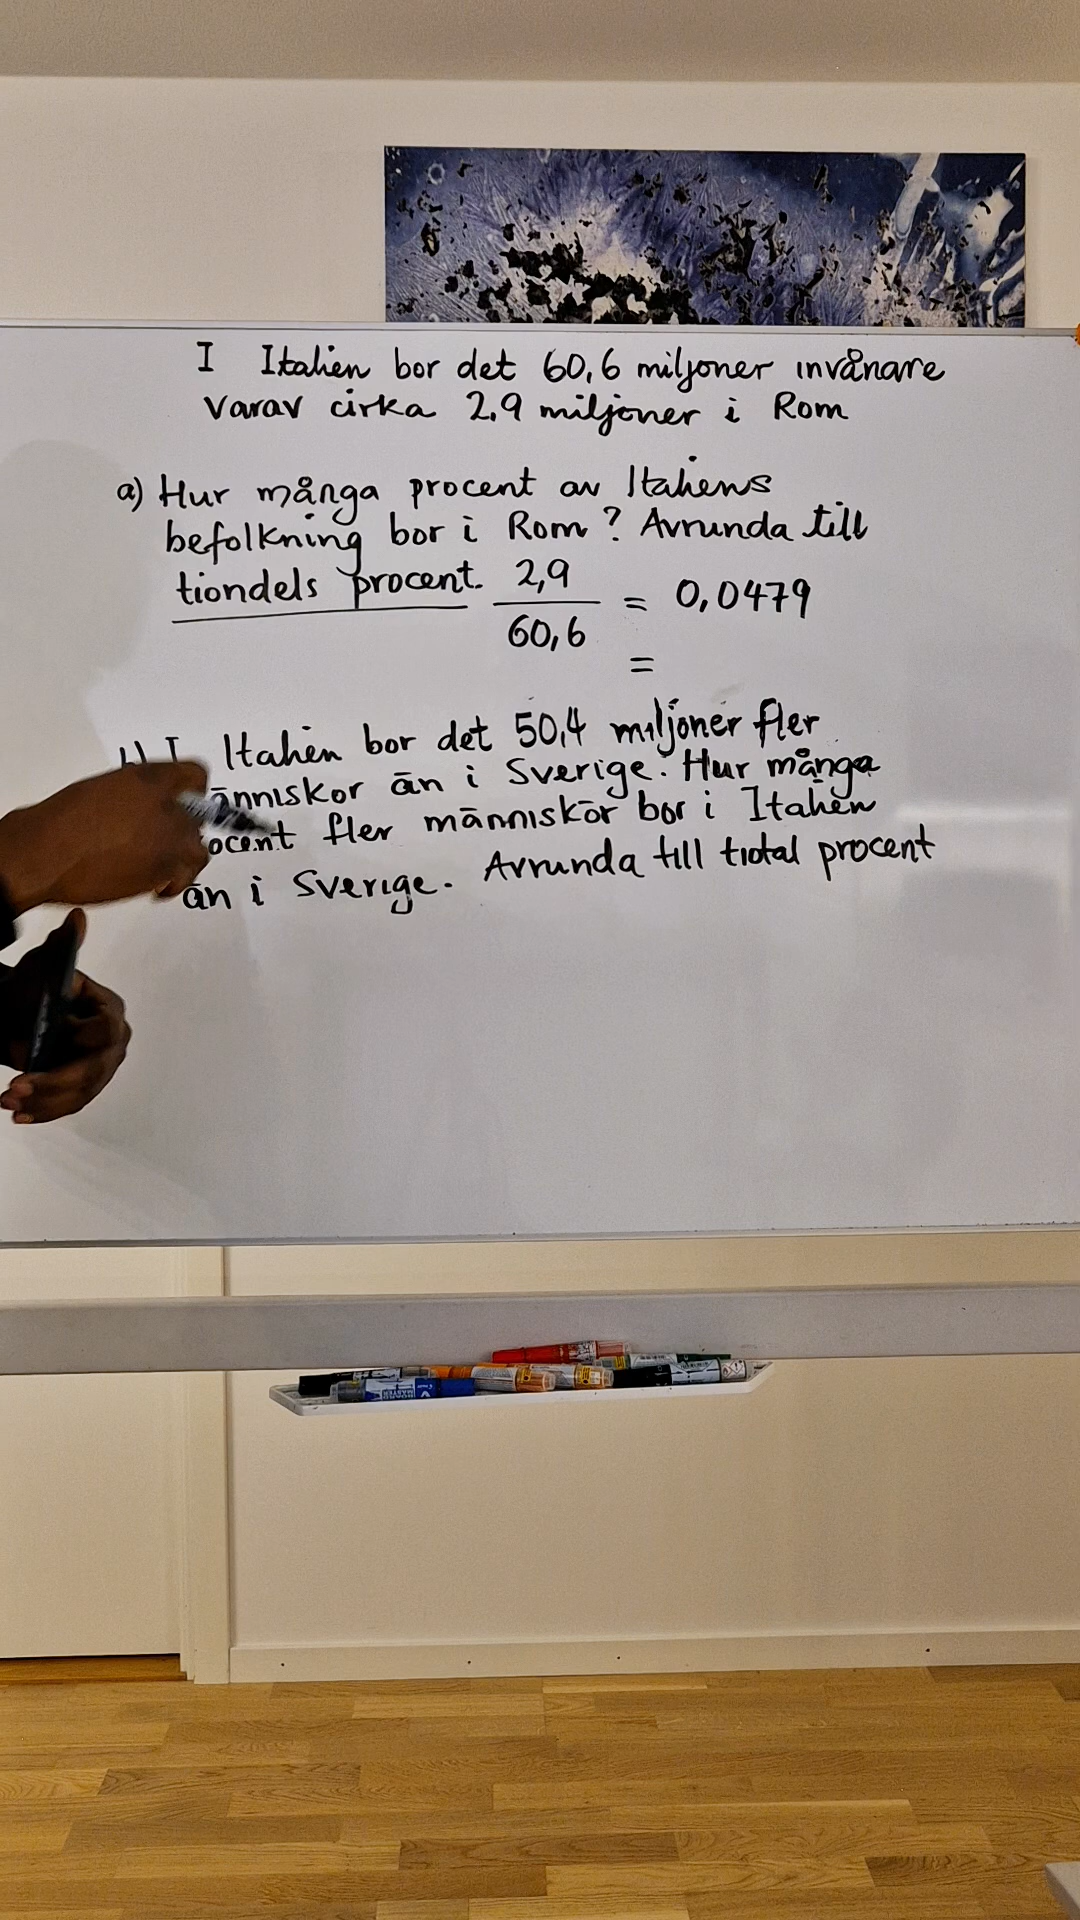 I Italien bor det 60,6 miljoner invånare
varav cirka 2,9 miljoner i Rom
a) Hur många procent av Italiens
befolkning bor i Rom? Avrunda till
tiondels procent. 2,9
= 0,0479
60,6
=
I Italien bor det 50,4 miljoner fler
änniskor än i Sverige. Hur många
ocent fler människor bor i Italien
än i Sverige. Avrunda till tiotal procent